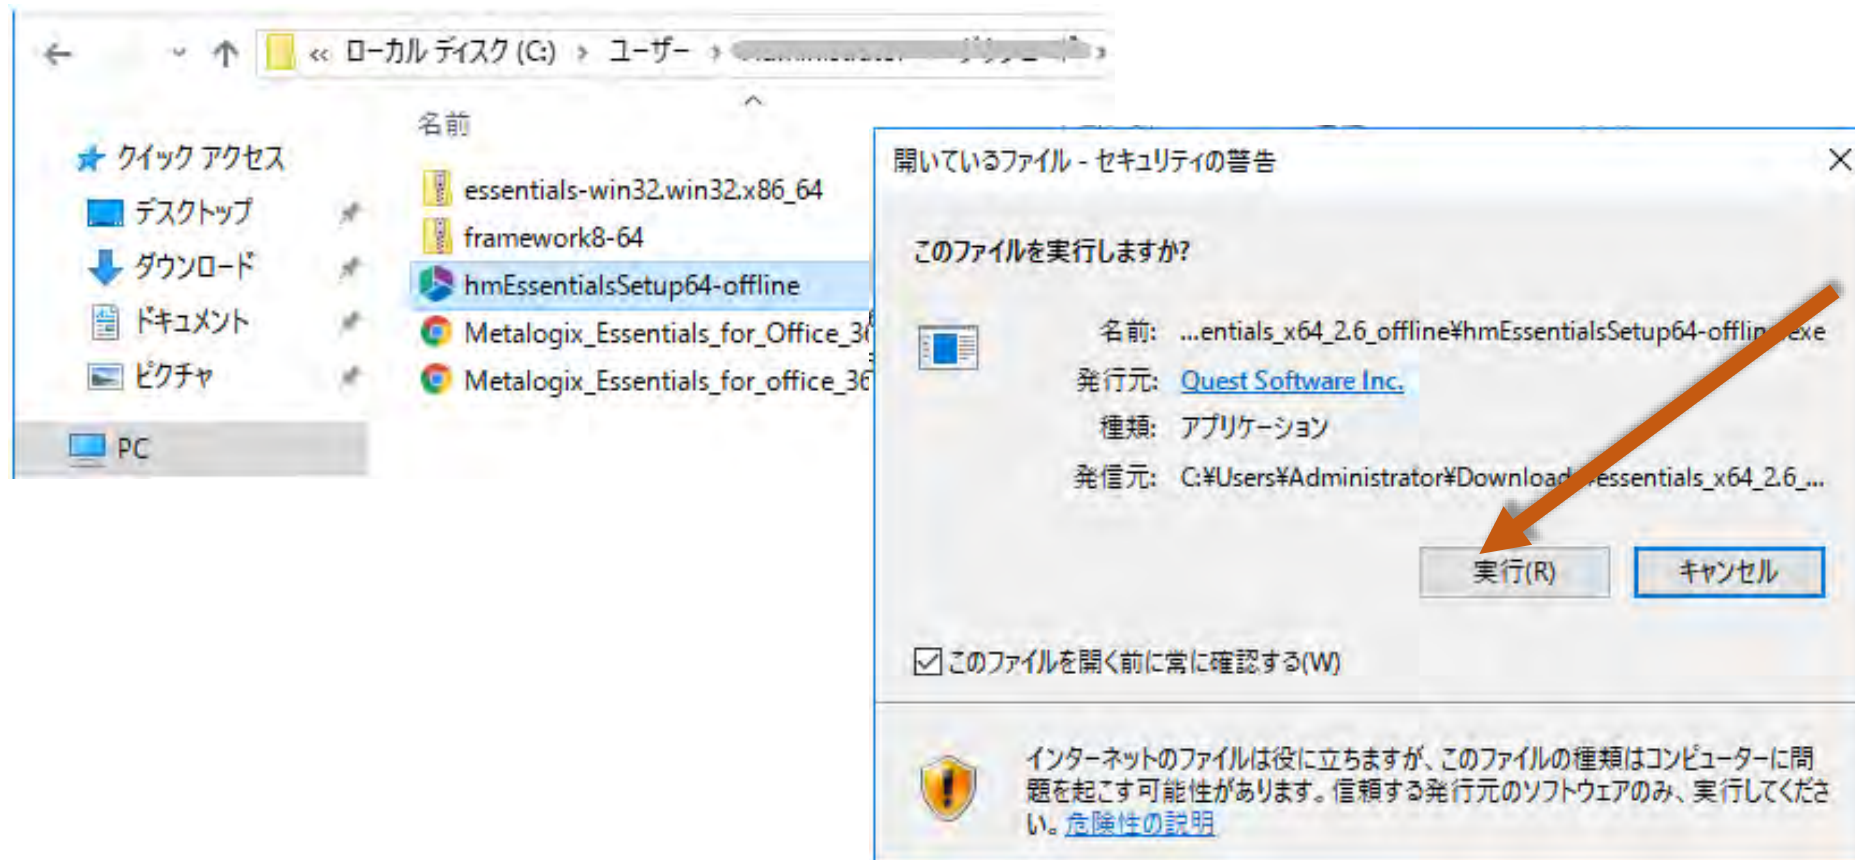 « ローカル ディスク (C:) › ユーザー ›
名前
クイック アクセス
デスクトップ
ダウンロード
ドキュメント
ピクチャ
PC
essentials-win32.win32.x86_64
framework8-64
hmEssentialsSetup64-offline
Metalogix_Essentials_for_Office_36
Metalogix_Essentials_for_office_36
開いているファイル - セキュリティの警告
このファイルを実行しますか?
名前: ...entials_x64_2.6_offline¥hmEssentialsSetup64-offline.exe
発行元: Quest Software Inc.
種類: アプリケーション
発信元: C:¥Users¥Administrator¥Downloads¥essentials_x64_2.6_...
実行(R)
キャンセル
このファイルを開く前に常に確認する(W)
インターネットのファイルは役に立ちますが、このファイルの種類はコンピューターに問
題を起こす可能性があります。信頼する発行元のソフトウェアのみ、実行してくださ
い。危険性の説明